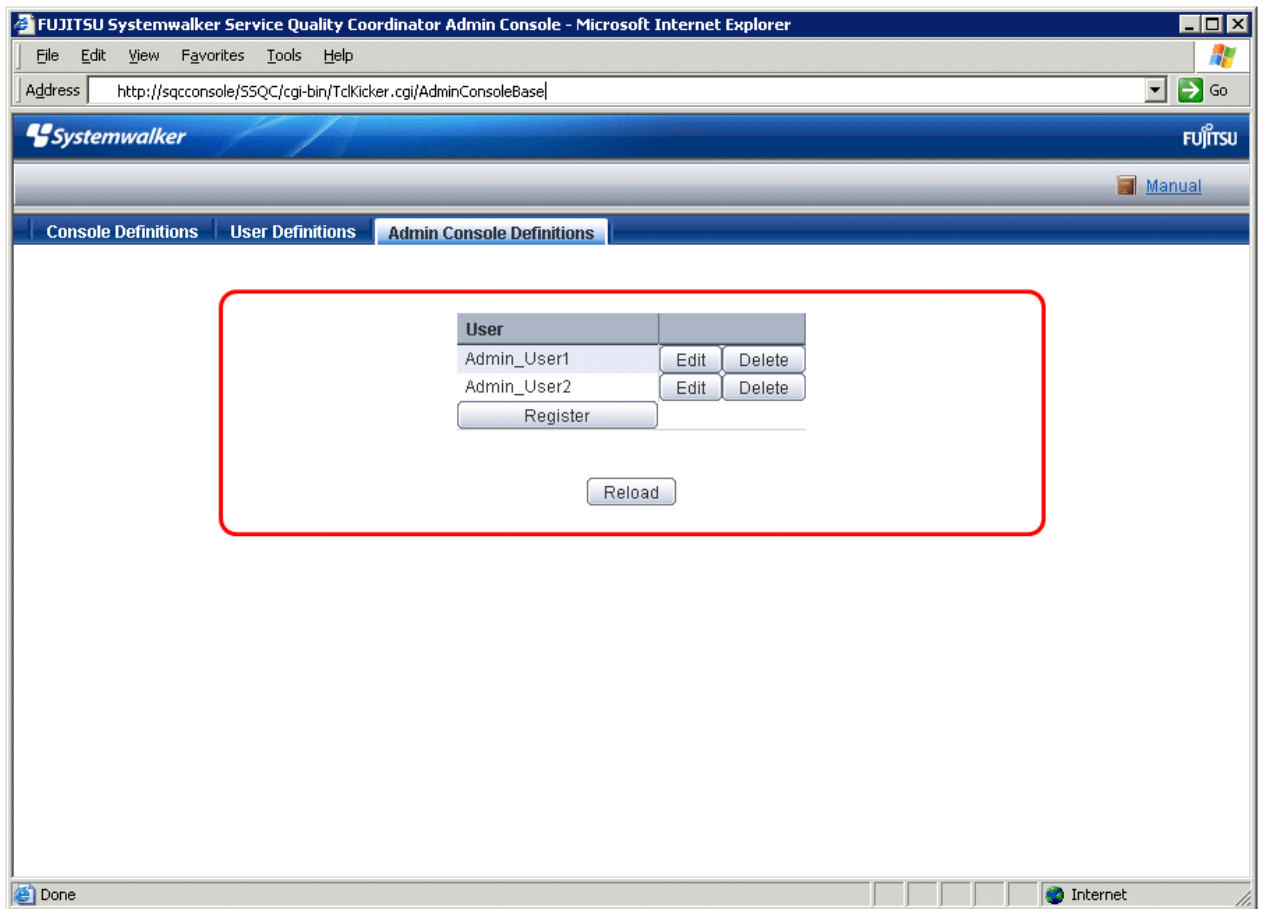 FUJITSU Systemwalker Service Quality Coordinator Admin Console - Microsoft Internet Explorer
File Edit View Favorites Tools Help
Address http://sqcconsole/SSQC/cgi-bin/TclKicker.cgi/AdminConsoleBase Go
Systemwalker FUJITSU
Manual
Console Definitions User Definitions Admin Console Definitions
User
Admin_User1 Edit Delete
Admin_User2 Edit Delete
Register
Reload
Done Internet